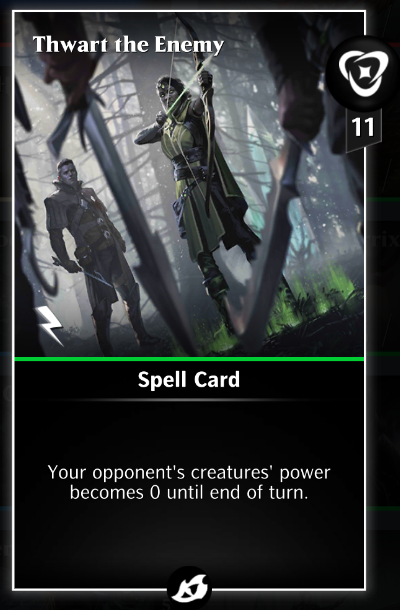 Thwart the Enemy
11
Spell Card
Your opponent's creatures' power
becomes 0 until end of turn.